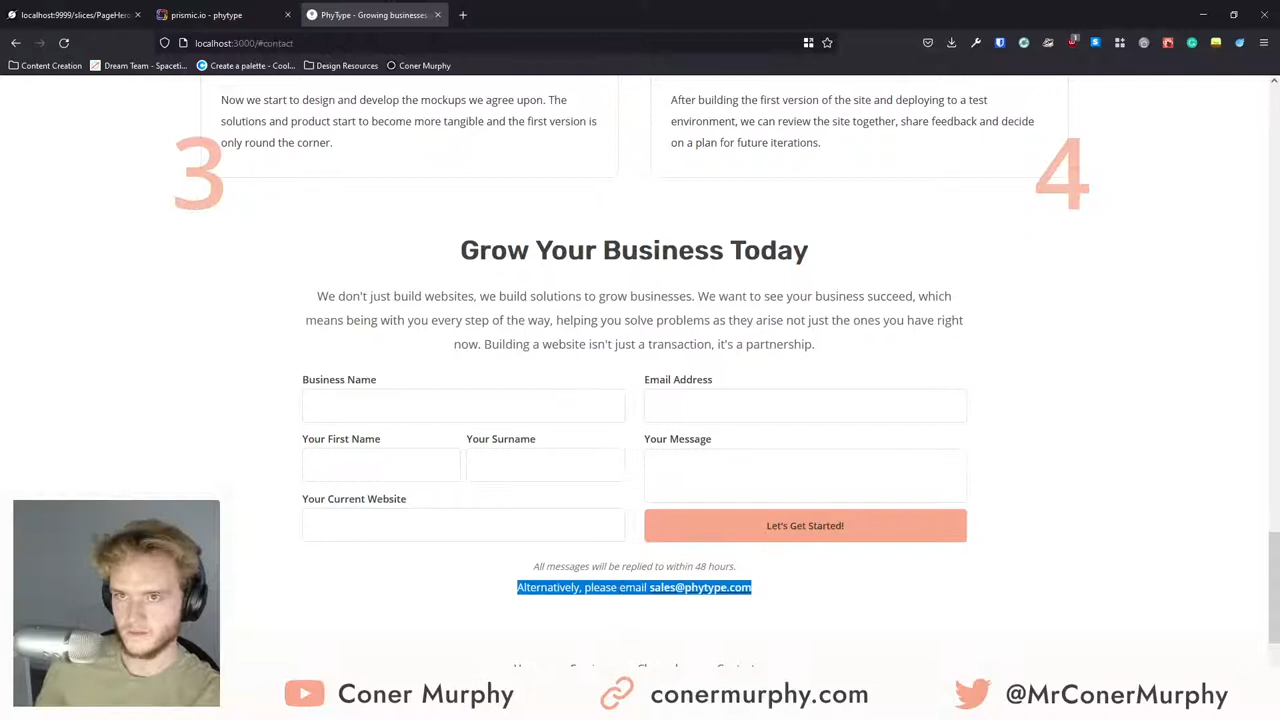 localhost:9999/slices/PageHero
prismic.io - phytype
PhyType - Growing businesses
localhost:3000/#contact
Content Creation
Dream Team - Spaceti...
Create a palette - Cool...
Design Resources
Coner Murphy
Now we start to design and develop the mockups we agree upon. The
solutions and product start to become more tangible and the first version is
only round the corner.
3
After building the first version of the site and deploying to a test
environment, we can review the site together, share feedback and decide
on a plan for future iterations.
4
Grow Your Business Today
We don't just build websites, we build solutions to grow businesses. We want to see your business succeed, which
means being with you every step of the way, helping you solve problems as they arise not just the ones you have right
now. Building a website isn't just a transaction, it's a partnership.
Business Name
Email Address
Your First Name
Your Surname
Your Message
Your Current Website
Let's Get Started!
All messages will be replied to within 48 hours.
Alternatively, please email sales@phytype.com
Coner Murphy
conermurphy.com
@MrConerMurphy